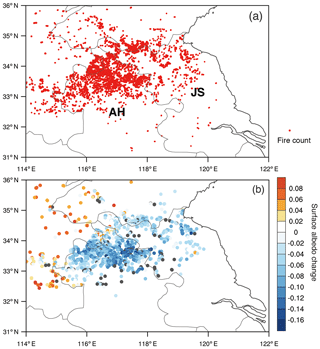 36°N
(a)
35°N
34°N
33°N
JS
AH
32°N
31°N
114°E 116°E 118°E 120°E 122°E
Fire count
36°N
(b)
35°N
34°N
33°N
32°N
31°N
114°E 116°E 118°E 120°E 122°E
0.08
0.06
0.04
0.02
0
-0.02
-0.04
-0.06
-0.08
-0.10
-0.12
-0.14
-0.16
Surface albedo change